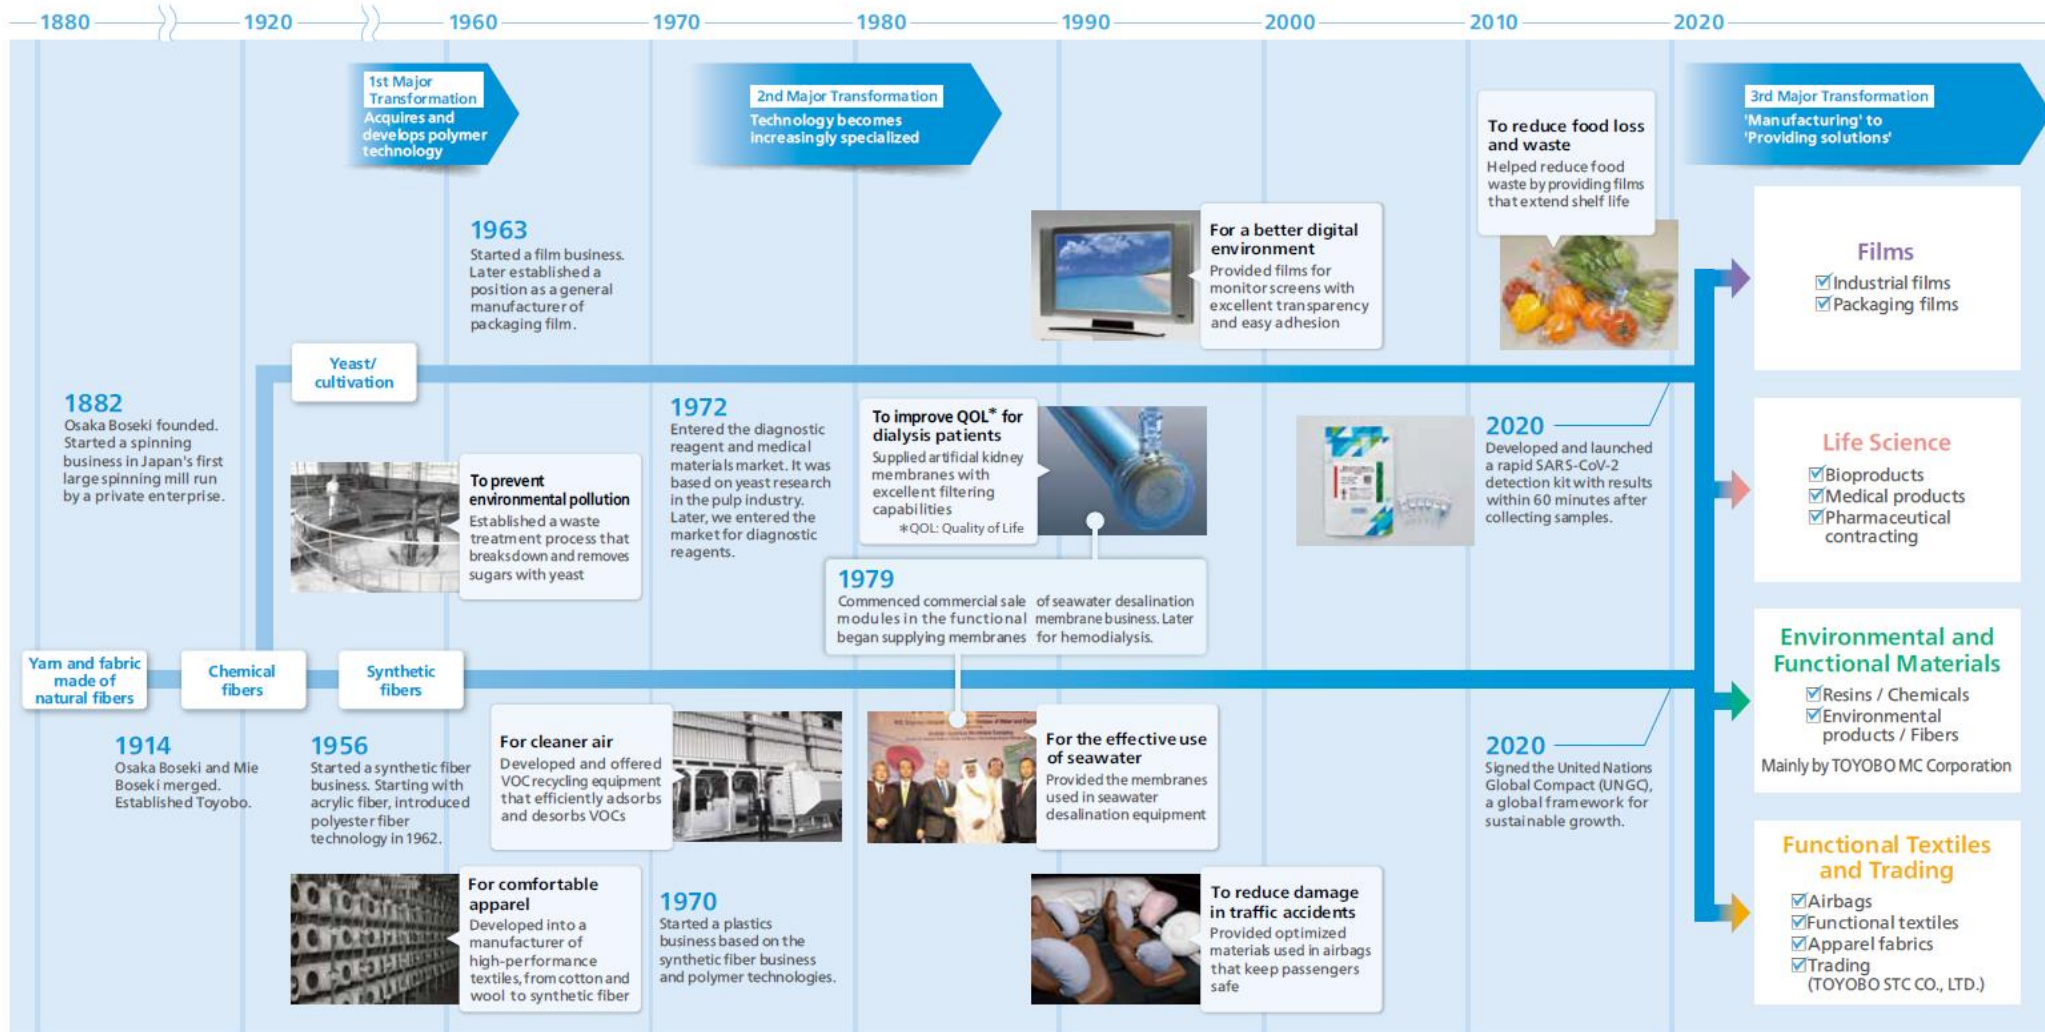 1880
1920
1960
1970
1980
1990
2000
2010
2020
1st Major
Transformation
Acquires and
develops polymer
technology
2nd Major Transformation
Technology becomes
increasingly specialized
3rd Major Transformation
'Manufacturing' to
'Providing solutions'
To reduce food loss
and waste
Helped reduce food
waste by providing films
that extend shelf life
1963
Started a film business.
Later established a
position as a general
manufacturer of
packaging film.
For a better digital
environment
Provided films for
monitor screens with
excellent transparency
and easy adhesion
Films
Industrial films
Packaging films
Yeast/
cultivation
1882
Osaka Boseki founded.
Started a spinning
business in Japan's first
large spinning mill run
by a private enterprise.
To prevent
environmental pollution
Established a waste
treatment process that
breaksdown and removes
sugars with yeast
1972
Entered the diagnostic
reagent and medical
materials market. It was
based on yeast research
in the pulp industry.
Later, we entered the
market for diagnostic
reagents.
To improve QOL* for
dialysis patients
Supplied artificial kidney
membranes with
excellent filtering
capabilities
*QOL: Quality of Life
2020
Developed and launched
a rapid SARS-CoV-2
detection kit with results
within 60 minutes after
collecting samples.
Life Science
Bioproducts
Medical products
Pharmaceutical
contracting
1979
Commenced commercial sale of seawater desalination
modules in the functional membrane business. Later
began supplying membranes for hemodialysis.
Yarn and fabric
made of
natural fibers
Chemical
fibers
Synthetic
fibers
Environmental and
Functional Materials
Resins / Chemicals
Environmental
products / Fibers
Mainly by TOYOBO MC Corporation
1914
Osaka Boseki and Mie
Boseki merged.
Established Toyobo.
1956
Started a synthetic fiber
business. Starting with
acrylic fiber, introduced
polyester fiber
technology in 1962.
For cleaner air
Developed and offered
VOC recycling equipment
that efficiently adsorbs
and desorbs VOCs
For the effective use
of seawater
Provided the membranes
used in seawater
desalination equipment
2020
Signed the United Nations
Global Compact (UNGC),
a global framework for
sustainable growth.
For comfortable
apparel
Developed into a
manufacturer of
high-performance
textiles, from cotton and
wool to synthetic fiber
1970
Started a plastics
business based on the
synthetic fiber business
and polymer technologies.
To reduce damage
in traffic accidents
Provided optimized
materials used in airbags
that keep passengers
safe
Functional Textiles
and Trading
Airbags
Functional textiles
Apparel fabrics
Trading
(TOYOBO STC CO., LTD.)